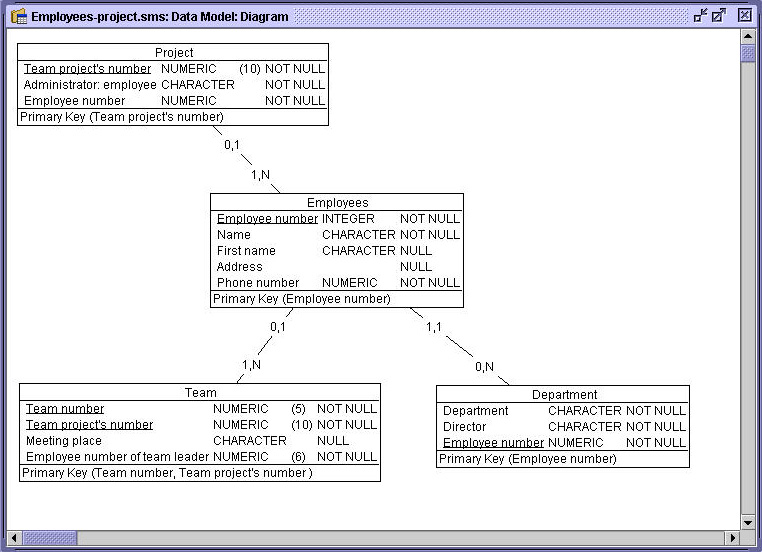 Employees-project.sms: Data Model: Diagram
Project
Team project's number NUMERIC (10) NOT NULL
Administrator: employee CHARACTER NOT NULL
Employee number NUMERIC NOT NULL
Primary Key (Team project's number)
0,1
1,N
Employees
Employee number INTEGER NOT NULL
Name CHARACTER NOT NULL
First name CHARACTER NULL
Address NULL
Phone number NUMERIC NOT NULL
Primary Key (Employee number)
0,1 1,1
1,N 0,N
Team
Team number NUMERIC (5) NOT NULL
Team project's number NUMERIC (10) NOT NULL
Meeting place CHARACTER NULL
Employee number of team leader NUMERIC (6) NOT NULL
Primary Key (Team number, Team project's number )
Department
Department CHARACTER NOT NULL
Director CHARACTER NOT NULL
Employee number NUMERIC NOT NULL
Primary Key (Employee number)